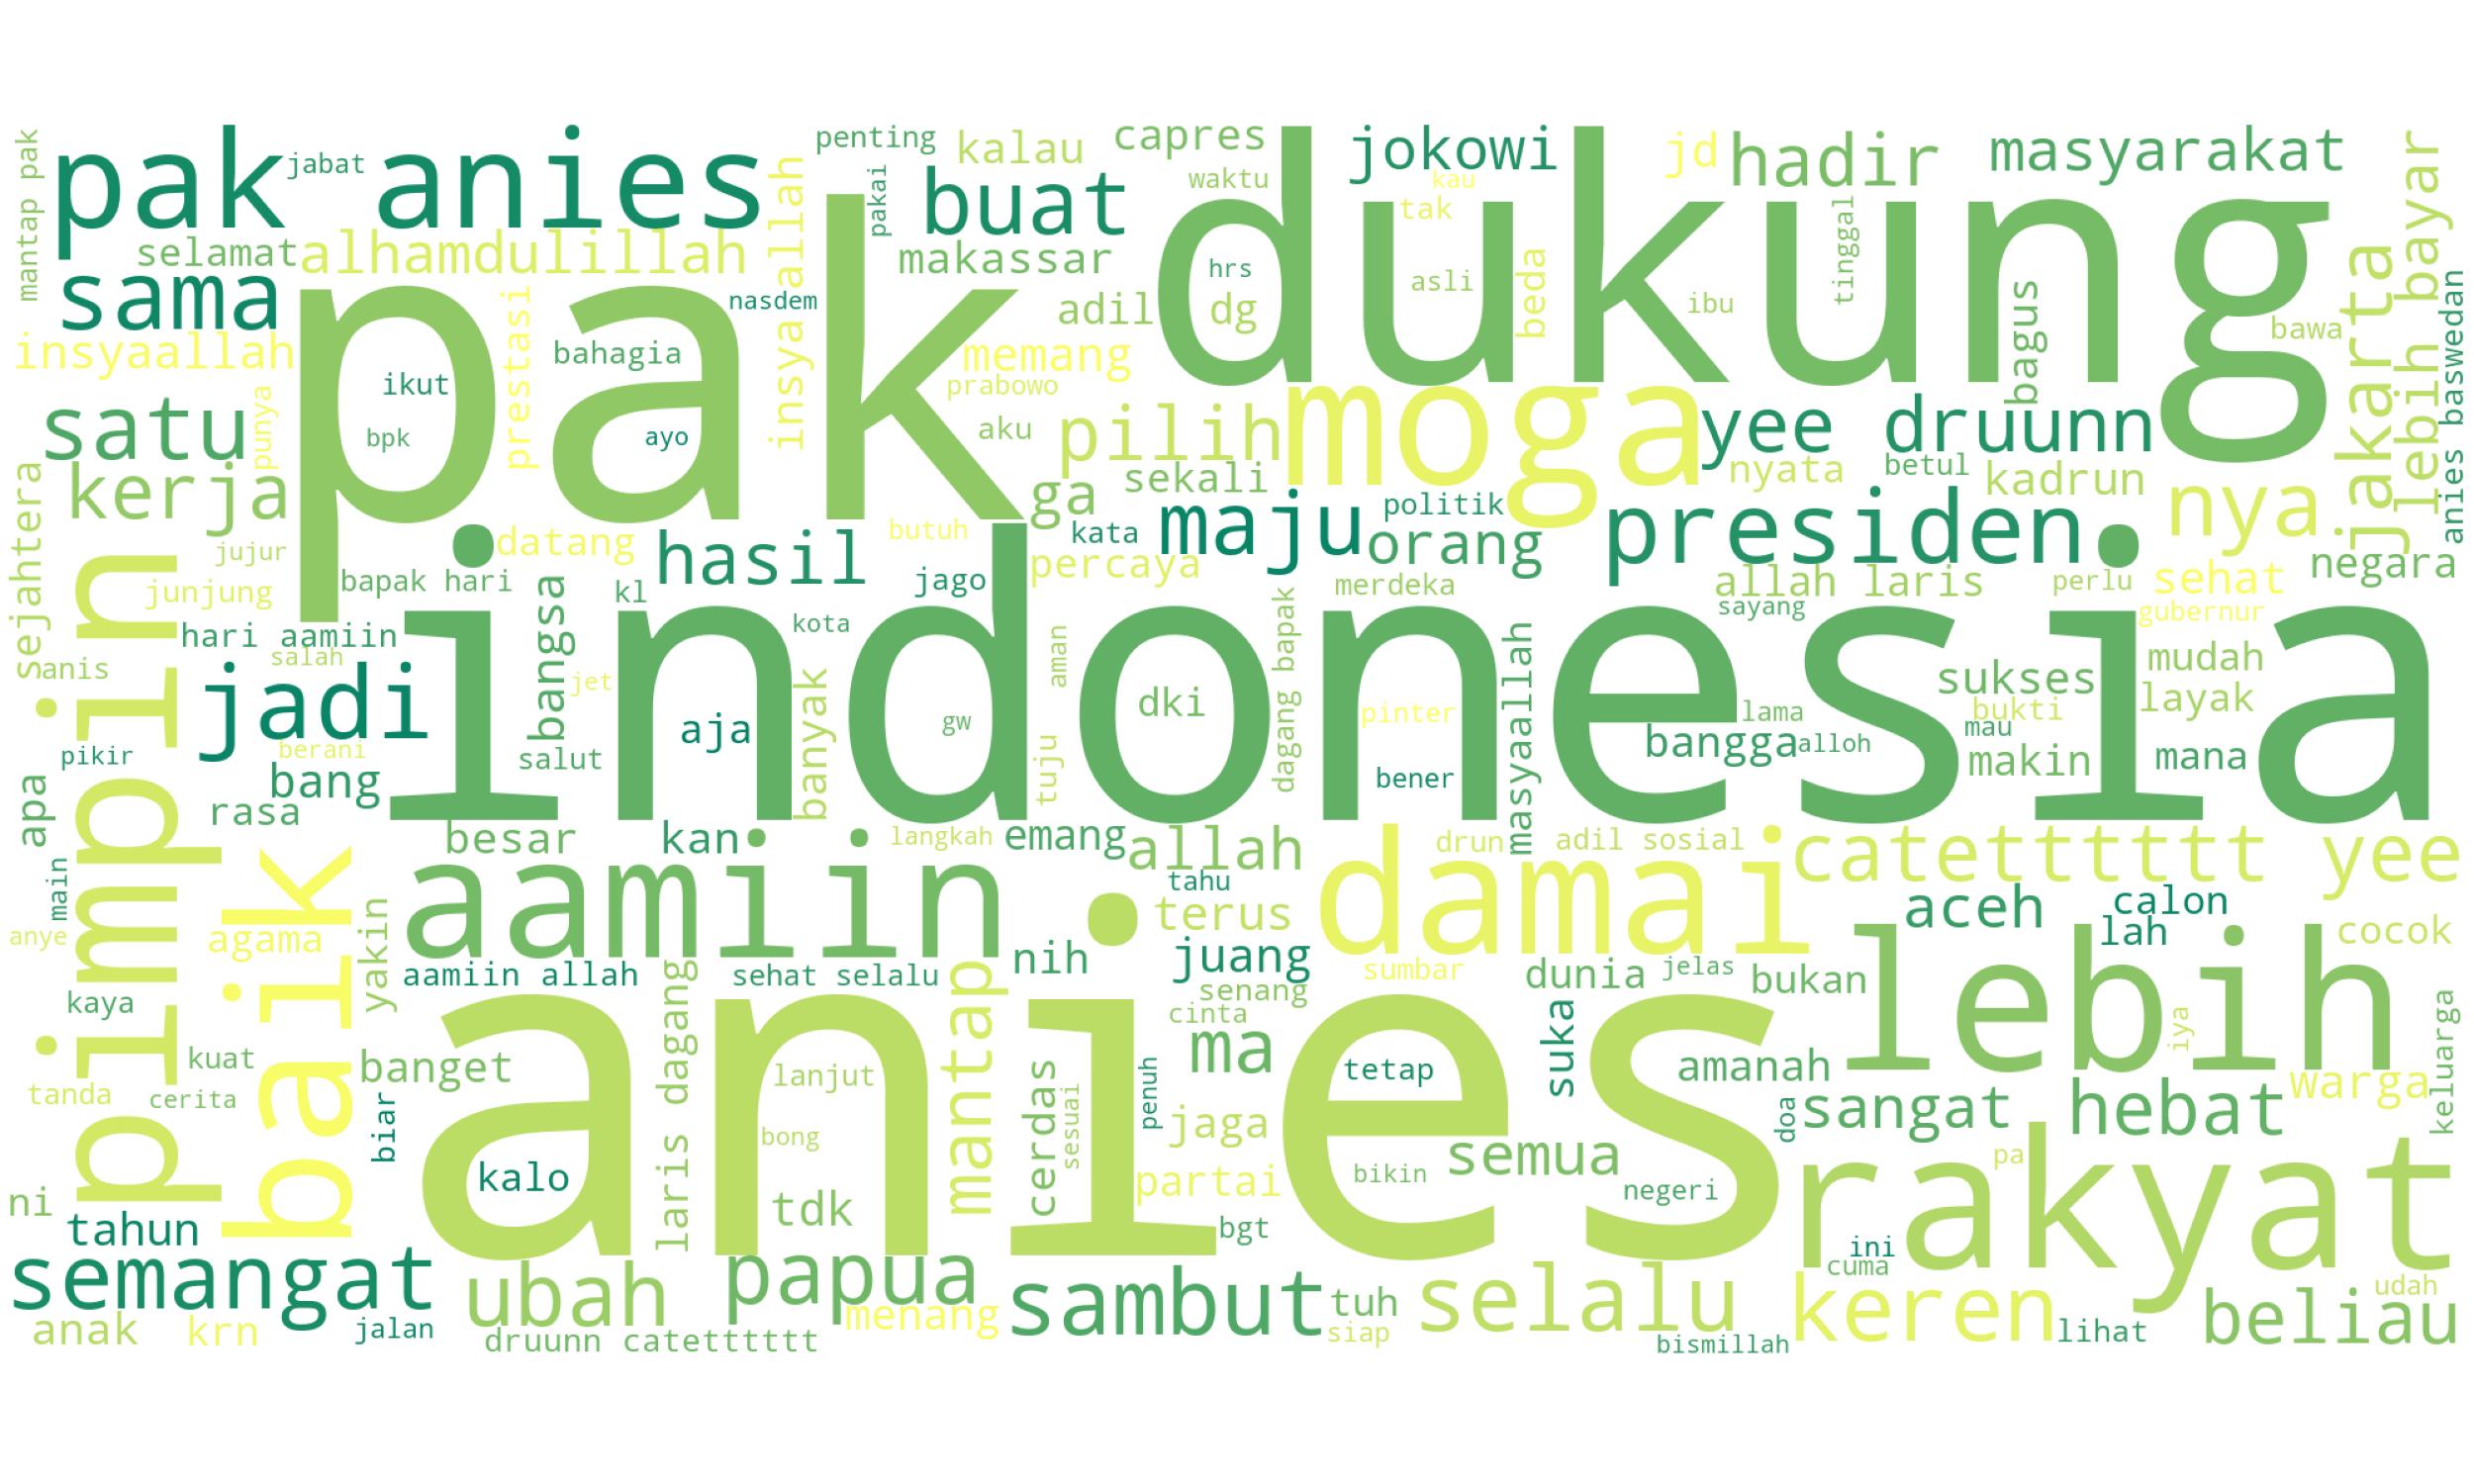 mantap pak
pak anies
jabat
insya allah
penting
kalau
capres
jokowi
jd
hadir
masyarakat
lebih bayar
pakai
buat
waktu
kau
tak
tinggal
selamat
alhamdulillah
makassar
dukung
jakarta
anies baswedan
sama
pak
nasdem
hrs
asli
beda
ibu
adil
dg
bagus
bawa
insyaallah
prestasi
bahagia
memang
ikut
prabowo
punya
satu
bpk
ayo
aku
pilih
moga
yee druunn
nyata
betul
kadrun
sejahtera
kerja
ga
sekali
politik
maju
presiden
nya
datang
hasil
butuh
kata
orang
jujur
percaya
negara
junjung
bapak hari
bangsa
kl
jago
merdeka
allah laris
perlu
sehat
sayang
gubernur
pimpin
hari aamiin
indonesia
kota
aman
dagang bapak
masyaallah
anis
salah
mudah
jadi
jet
banyak
dki
sukses
layak
aja
gw
pinter
lama
bukti
pikir
berani
salut
tuju
bangga
alloh
mau
makin
mana
apa
bang
bener
rasa
besar
kan
langkah
emang
allah
drun
adil sosial
catettttttt yee
main
baik
aamiin
damai
tahu
aceh
calon
anye
agama
yakin
terus
lah
lebih
cocok
aamiin allah
sehat selalu
mantap
nih
juang
sumbar
dunia
jelas
bukan
kaya
laris dagang
senang
cinta
suka
iya
keluarga
kuat
banget
anies
lanjut
cerdas
sesuai
penuh
ma
tetap
amanah
warga
tanda
cerita
biar
bong
jaga
doa
sangat
hebat
semua
kalo
partai
bikin
negeri
pa
rakyat
ni
tdk
bgt
tahun
ini
semangat
ubah
papua
sambut
selalu
cuma
udah
menang
tuh
keren
beliau
anak
krn
jalan
druunn catettttttt
siap
bismillah
lihat